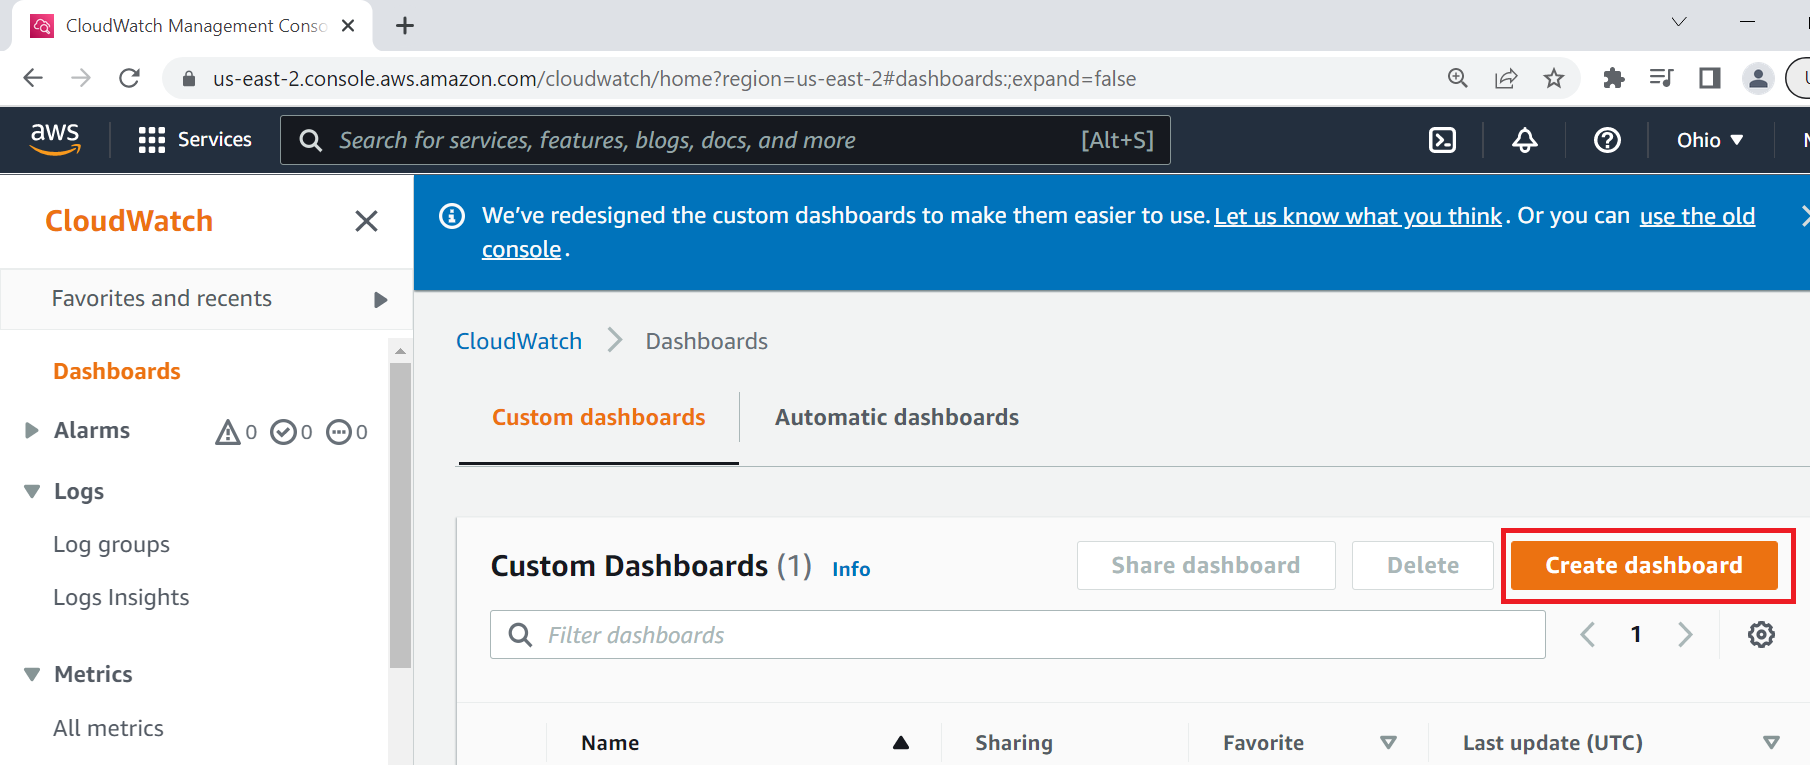 CloudWatch Management Conso
us-east-2.console.aws.amazon.com/cloudwatch/home?region=us-east-2#dashboards:;expand=false
aws
Services
Search for services, features, blogs, docs, and more
[Alt+S]
Ohio
CloudWatch
We've redesigned the custom dashboards to make them easier to use. Let us know what you think. Or you can use the old
console.
Favorites and recents
CloudWatch
Dashboards
Dashboards
Custom dashboards
Automatic dashboards
Alarms
0
0
0
Logs
Log groups
Logs Insights
Metrics
All metrics
Custom Dashboards (1) Info
Share dashboard
Delete
Create dashboard
Filter dashboards
1
Name
Sharing
Favorite
Last update (UTC)